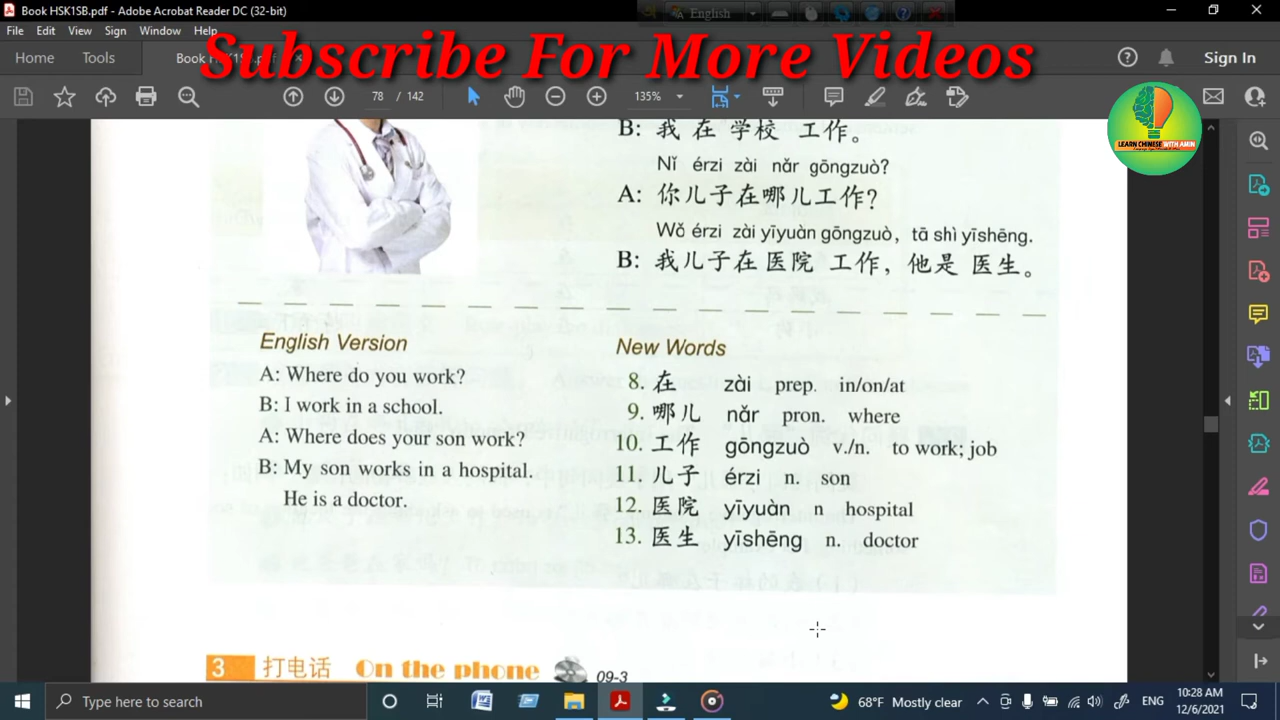 Book HSK1SB.pdf - Adobe Acrobat Reader DC (32-bit)
English
File Edit View Sign Window Help
Subscribe For More Videos
Home Tools Book HSK1SB.pdf Sign In
78 / 142 135%
LEARN CHINESE WITH AMIN
B: 我 在 学校 工作。
Nǐ érzi zài nǎr gōngzuò?
A: 你儿子在哪儿工作?
Wǒ érzi zài yīyuàn gōngzuò, tā shì yīshēng.
B: 我儿子在 医院 工作, 他是 医生。
English Version
A: Where do you work?
B: I work in a school.
A: Where does your son work?
B: My son works in a hospital.
He is a doctor.
New Words
8. 在 zài prep. in/on/at
9. 哪儿 nǎr pron. where
10. 工作 gōngzuò v./n. to work; job
11. 儿子 érzi n. son
12. 医院 yīyuàn n hospital
13. 医生 yīshēng n. doctor
3 打电话 On the phone 09-3
Type here to search
68°F Mostly clear
ENG
10:28 AM
12/6/2021